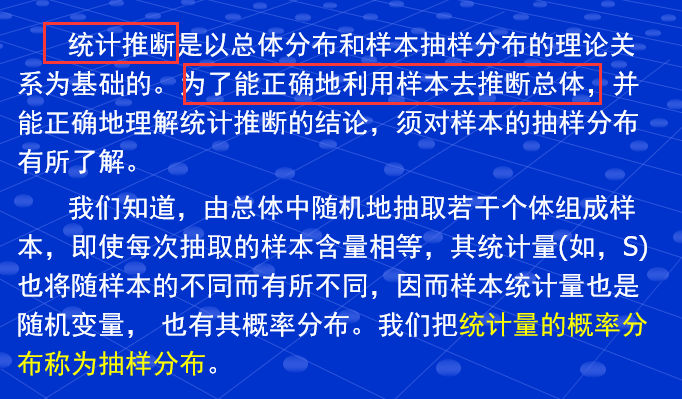 统计推断是以总体分布和样本抽样分布的理论关
系为基础的。为了能正确地利用样本去推断总体，并
能正确地理解统计推断的结论，须对样本的抽样分布
有所了解。
我们知道，由总体中随机地抽取若干个体组成样
本，即使每次抽取的样本含量相等，其统计量(如，S)
也将随样本的不同而有所不同，因而样本统计量也是
随机变量， 也有其概率分布。我们把统计量的概率分
布称为抽样分布。